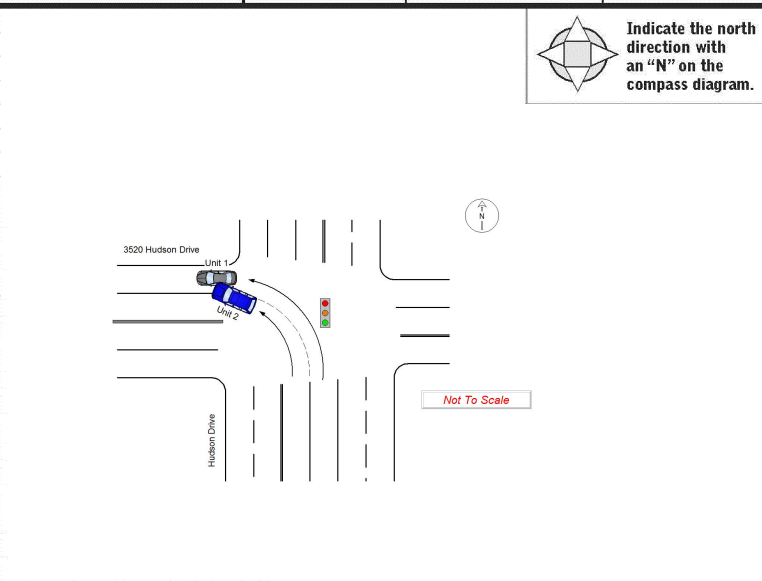 Indicate the north
direction with
an “N” on the
compass diagram.
N
3520 Hudson Drive
Unit 1
Unit 2
Not To Scale
Hudson Drive